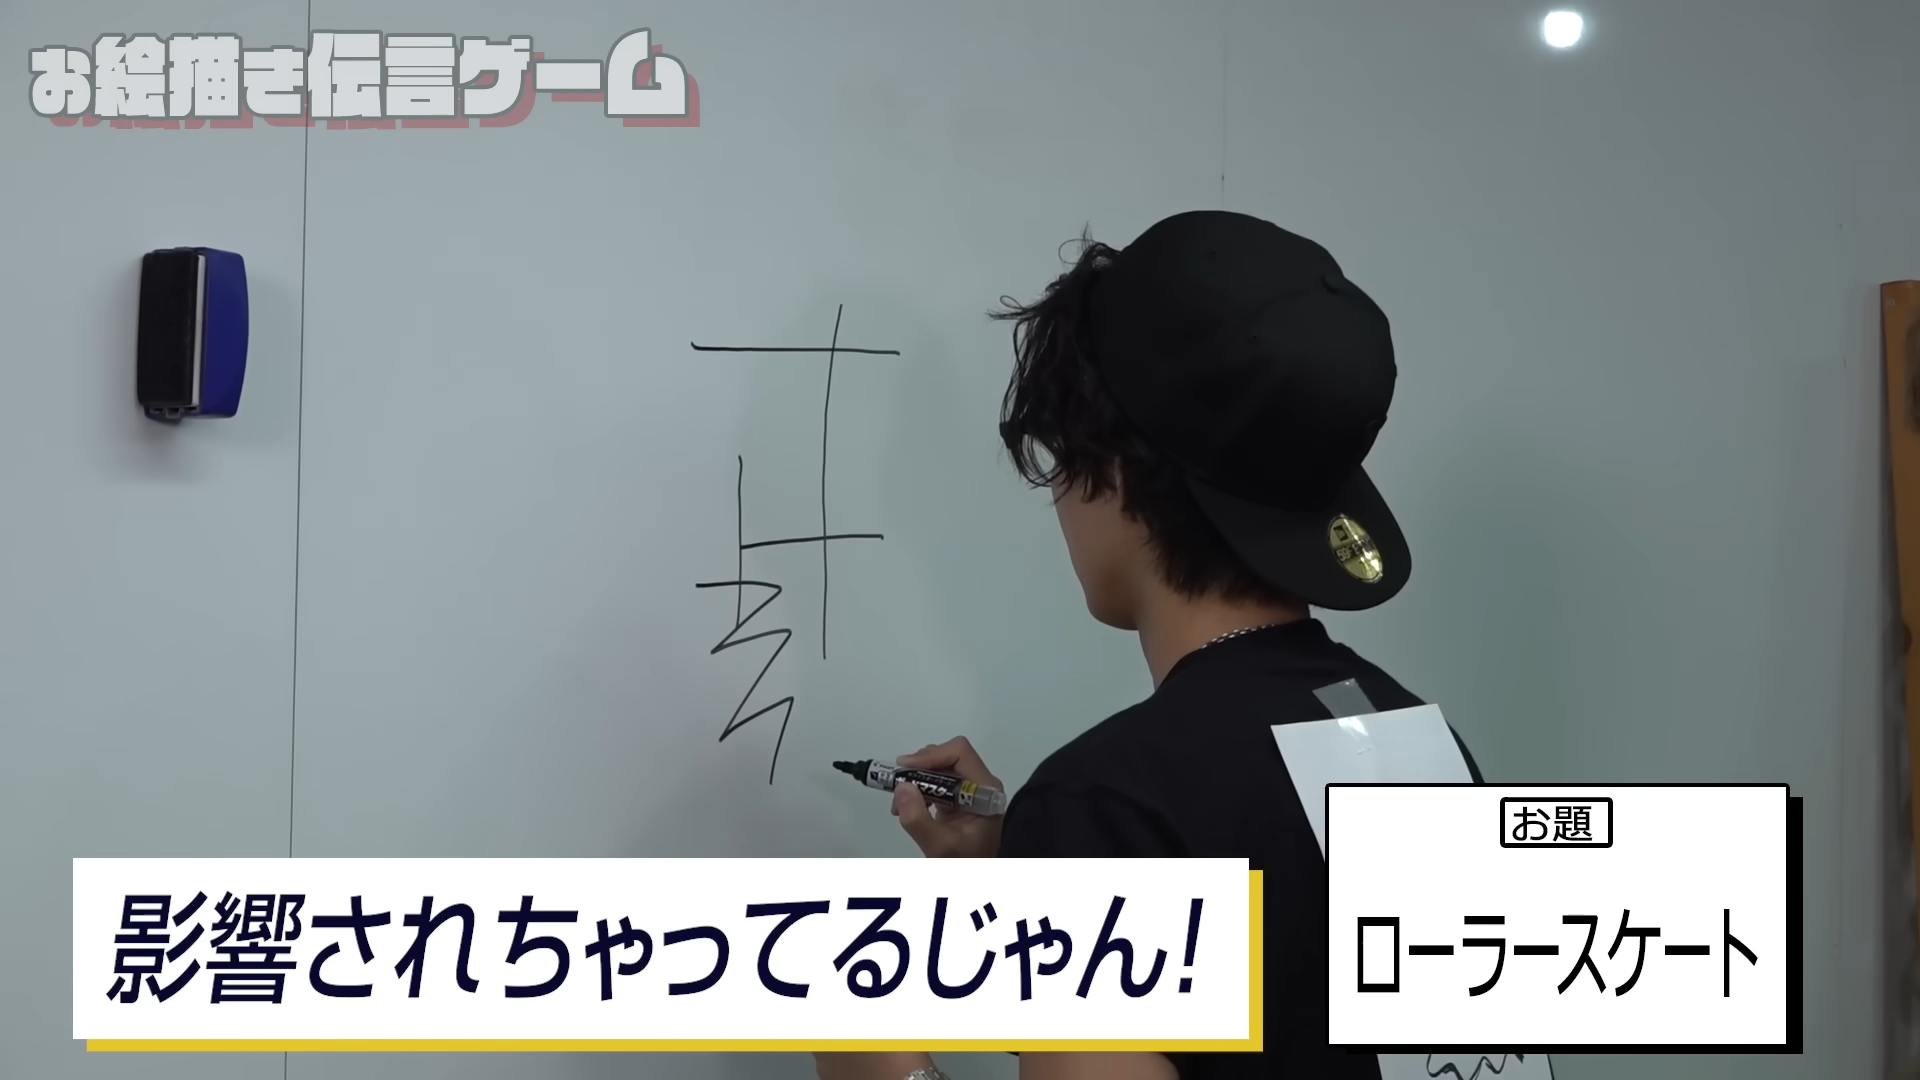 お絵描き伝言ゲーム
お題
ローラースケート
影響されちゃってるじゃん!